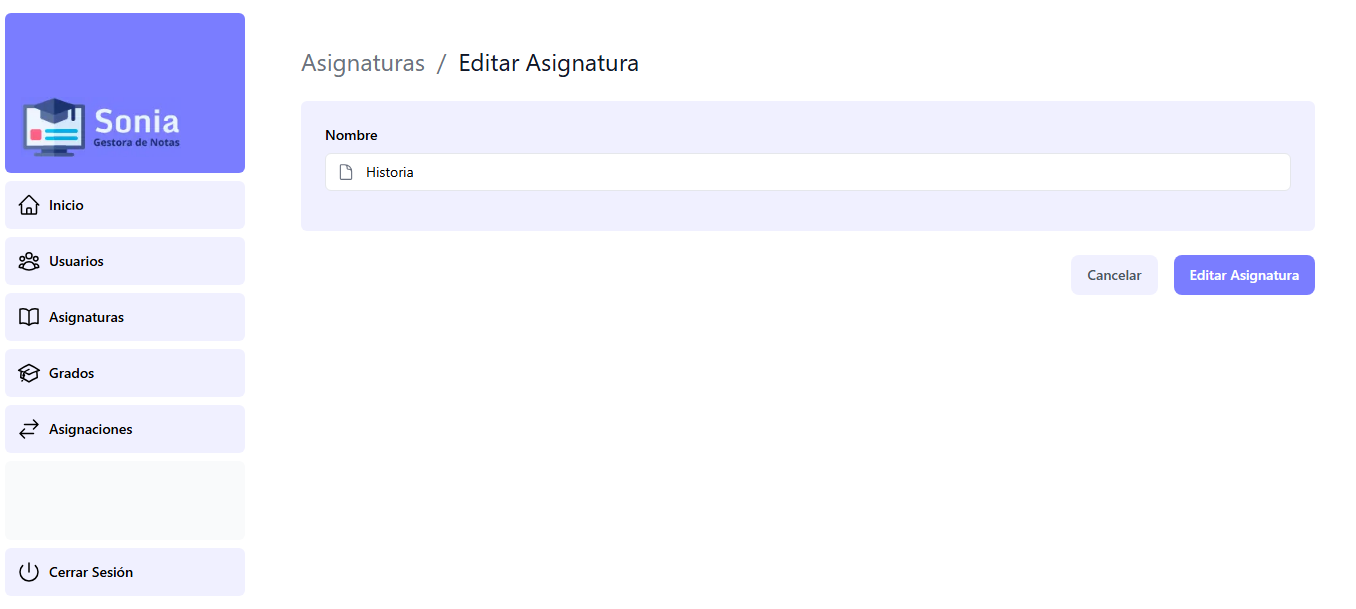 Sonia
Gestora de Notas
Inicio
Usuarios
Asignaturas
Grados
Asignaciones
Cerrar Sesión
Asignaturas / Editar Asignatura
Nombre
Historia
Cancelar
Editar Asignatura